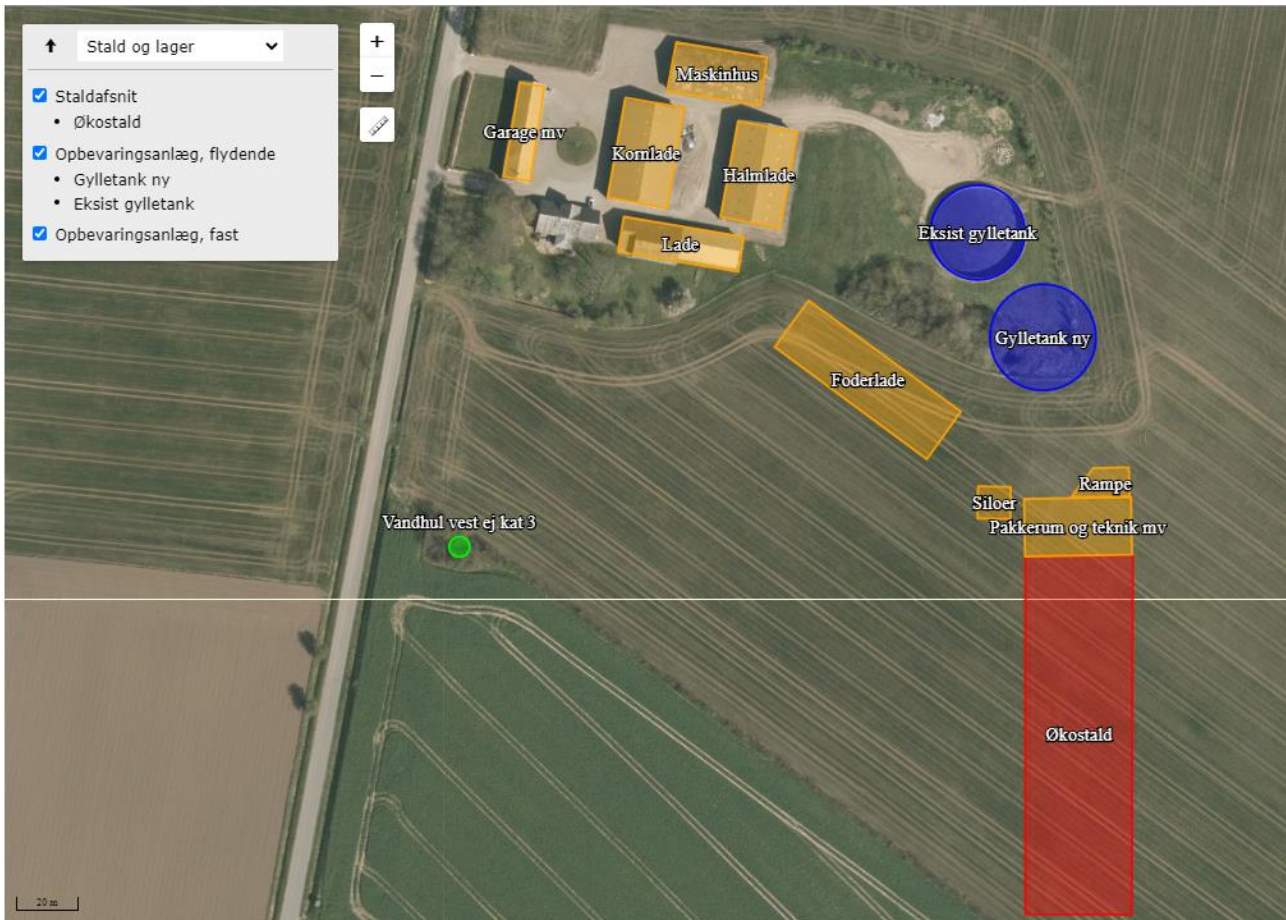 Stald og lager
Staldafsnit
Økostald
Opbevaringsanlæg, flydende
Gylletank ny
Eksist gylletank
Opbevaringsanlæg, fast
+
−
Maskinhus
Garage mv
Kornlade
Halmlade
Eksist gylletank
Lade
Gylletank ny
Foderlade
Rampe
Siloer
Pakkerum og teknik mv
Vandhul vest ej kat 3
Økostald
20 m